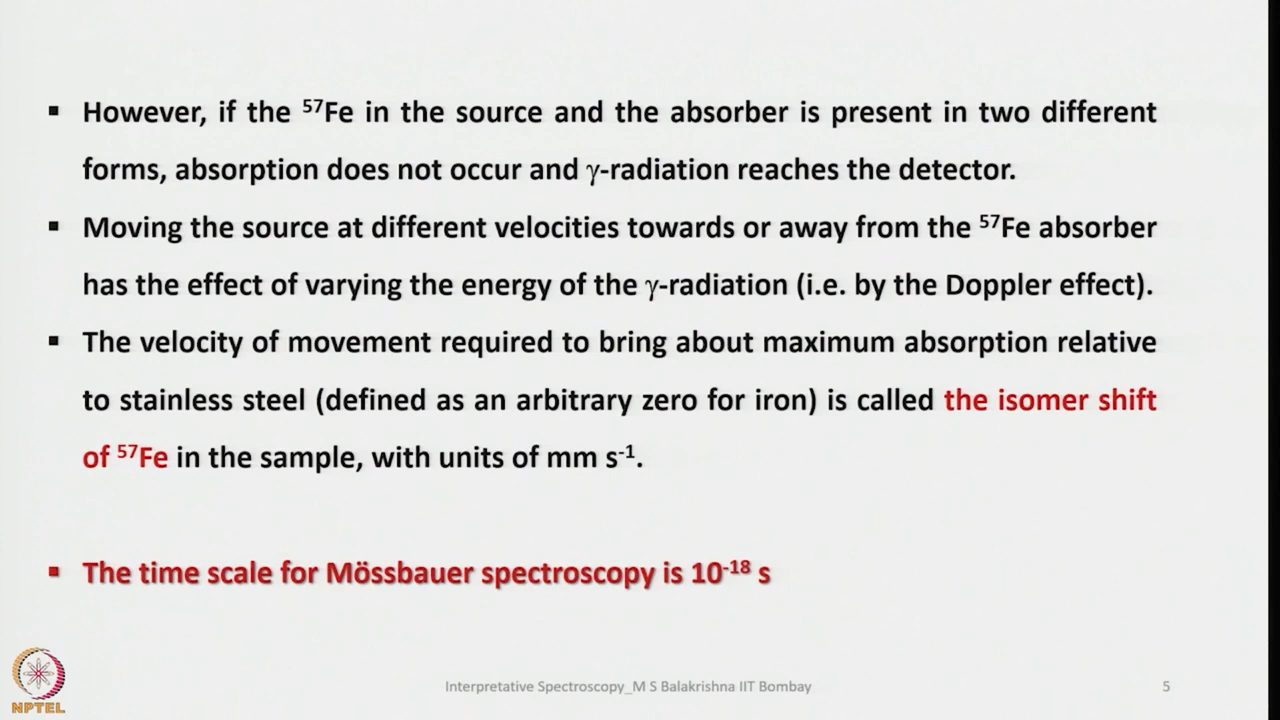 ▪ However, if the ⁵⁷Fe in the source and the absorber is present in two different
forms, absorption does not occur and γ-radiation reaches the detector.
▪ Moving the source at different velocities towards or away from the ⁵⁷Fe absorber
has the effect of varying the energy of the γ-radiation (i.e. by the Doppler effect).
▪ The velocity of movement required to bring about maximum absorption relative
to stainless steel (defined as an arbitrary zero for iron) is called the isomer shift
of ⁵⁷Fe in the sample, with units of mm s⁻¹.
▪ The time scale for Mössbauer spectroscopy is 10⁻¹⁸ s
NPTEL
Interpretative Spectroscopy_M S Balakrishna IIT Bombay
5